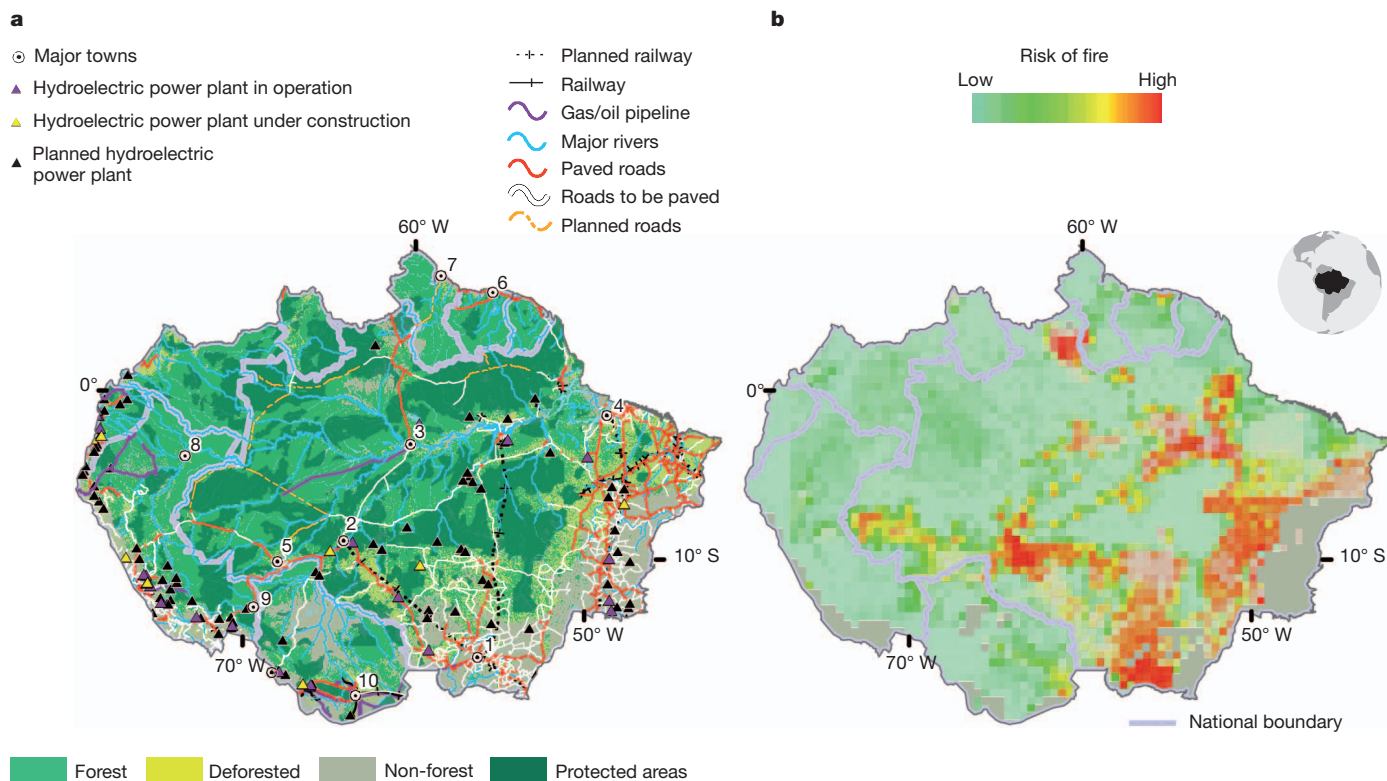 a
Major towns
Hydroelectric power plant in operation
Hydroelectric power plant under construction
Planned hydroelectric
power plant
Planned railway
Railway
Gas/oil pipeline
Major rivers
Paved roads
Roads to be paved
Planned roads
60° W
7
6
0°
4
3
8
2
5
10° S
9
50° W
1
70° W
10
Forest
Deforested
Non-forest
Protected areas
b
Risk of fire
Low
High
60° W
0°
10° S
50° W
70° W
National boundary